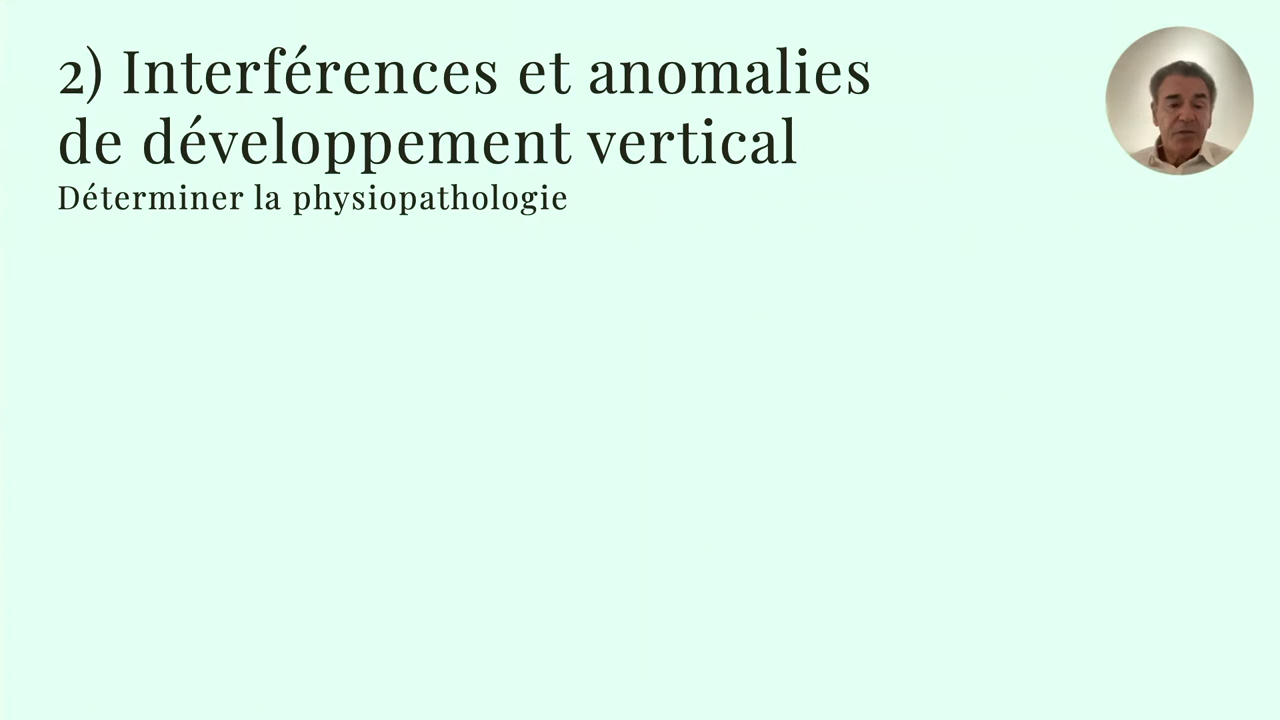 2) Interférences et anomalies
de développement vertical
Déterminer la physiopathologie